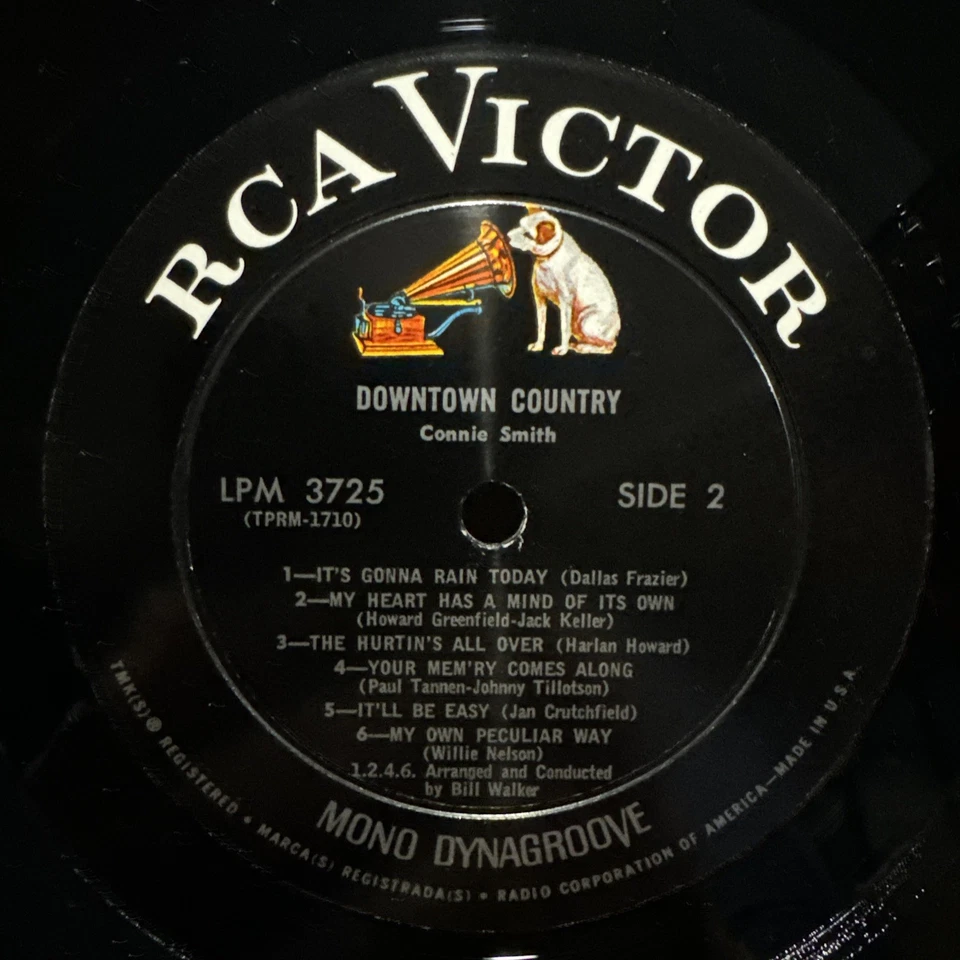 RCA VICTOR
DOWNTOWN COUNTRY
Connie Smith
LPM 3725
(TPRM-1710)
SIDE 2
1—IT'S GONNA RAIN TODAY (Dallas Frazier)
2—MY HEART HAS A MIND OF ITS OWN
(Howard Greenfield-Jack Keller)
3—THE HURTIN'S ALL OVER (Harlan Howard)
4—YOUR MEM'RY COMES ALONG
(Paul Tannen-Johnny Tillotson)
5—IT'LL BE EASY (Jan Crutchfield)
6—MY OWN PECULIAR WAY
(Willie Nelson)
1.2.4.6. Arranged and Conducted
by Bill Walker
MONO DYNAGROOVE
TMK(S) ® REGISTERED • MARCA(S) REGISTRADA(S) • RADIO CORPORATION OF AMERICA—MADE IN U.S.A.